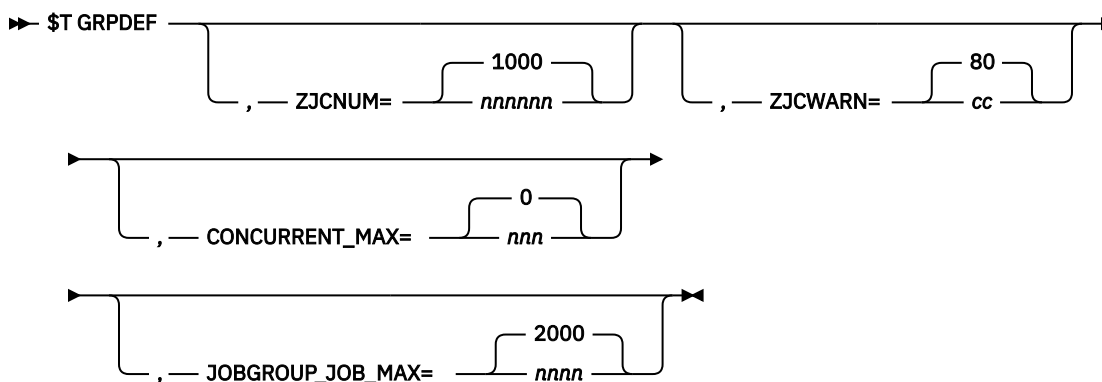 $T GRPDEF
1000
80
, ZJCNUM= nnnnnn , ZJCWARN= cc
0
, CONCURRENT_MAX= nnn
2000
, JOBGROUP_JOB_MAX= nnnn